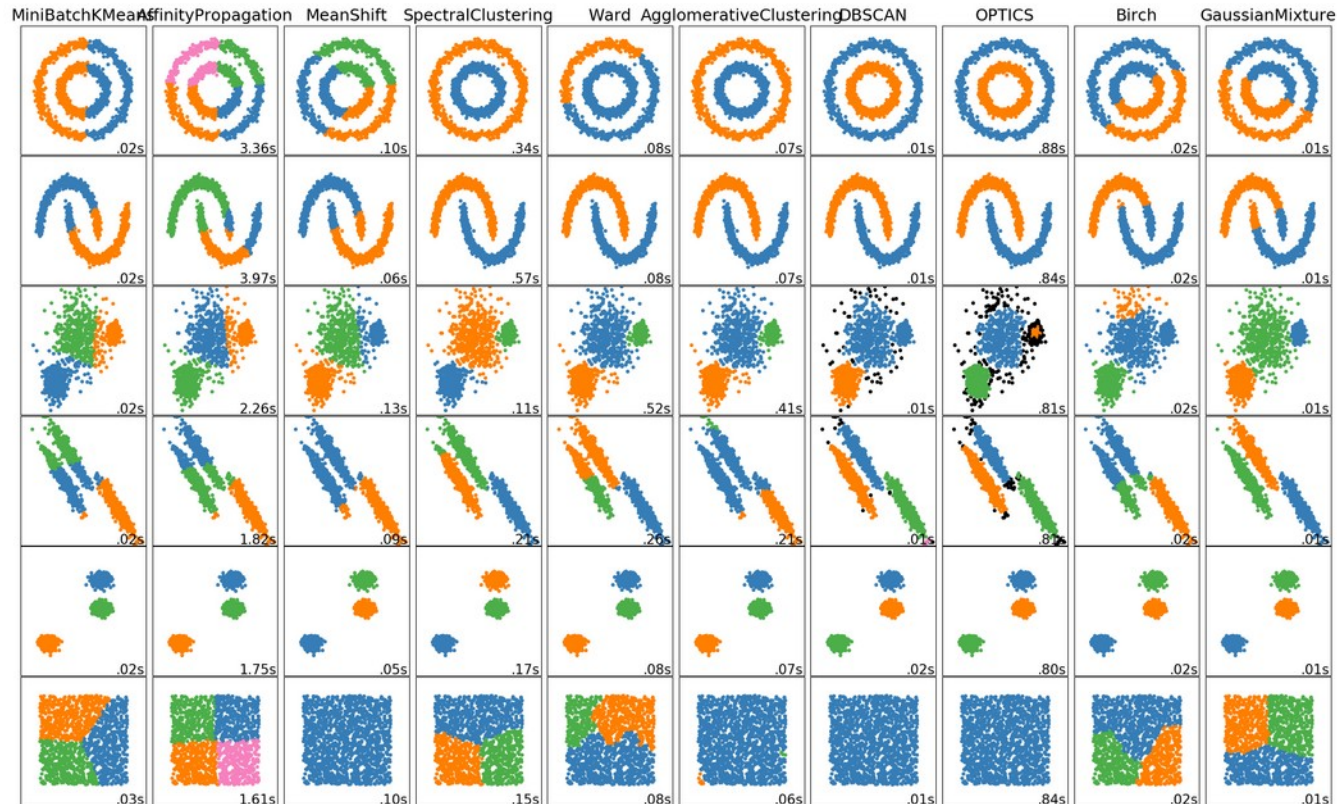 MiniBatchKMeans AffinityPropagation MeanShift SpectralClustering Ward AgglomerativeClustering DBSCAN OPTICS Birch GaussianMixture
.02s 3.36s .10s .34s .08s .07s .01s .88s .02s .01s
.02s 3.97s .06s .57s .08s .07s .01s .84s .02s .01s
.02s 2.26s .13s .11s .52s .41s .01s .81s .02s .01s
.02s 1.82s .09s .21s .26s .21s .01s .81s .02s .01s
.02s 1.75s .05s .17s .08s .07s .02s .80s .02s .01s
.03s 1.61s .10s .15s .08s .06s .01s .84s .02s .01s